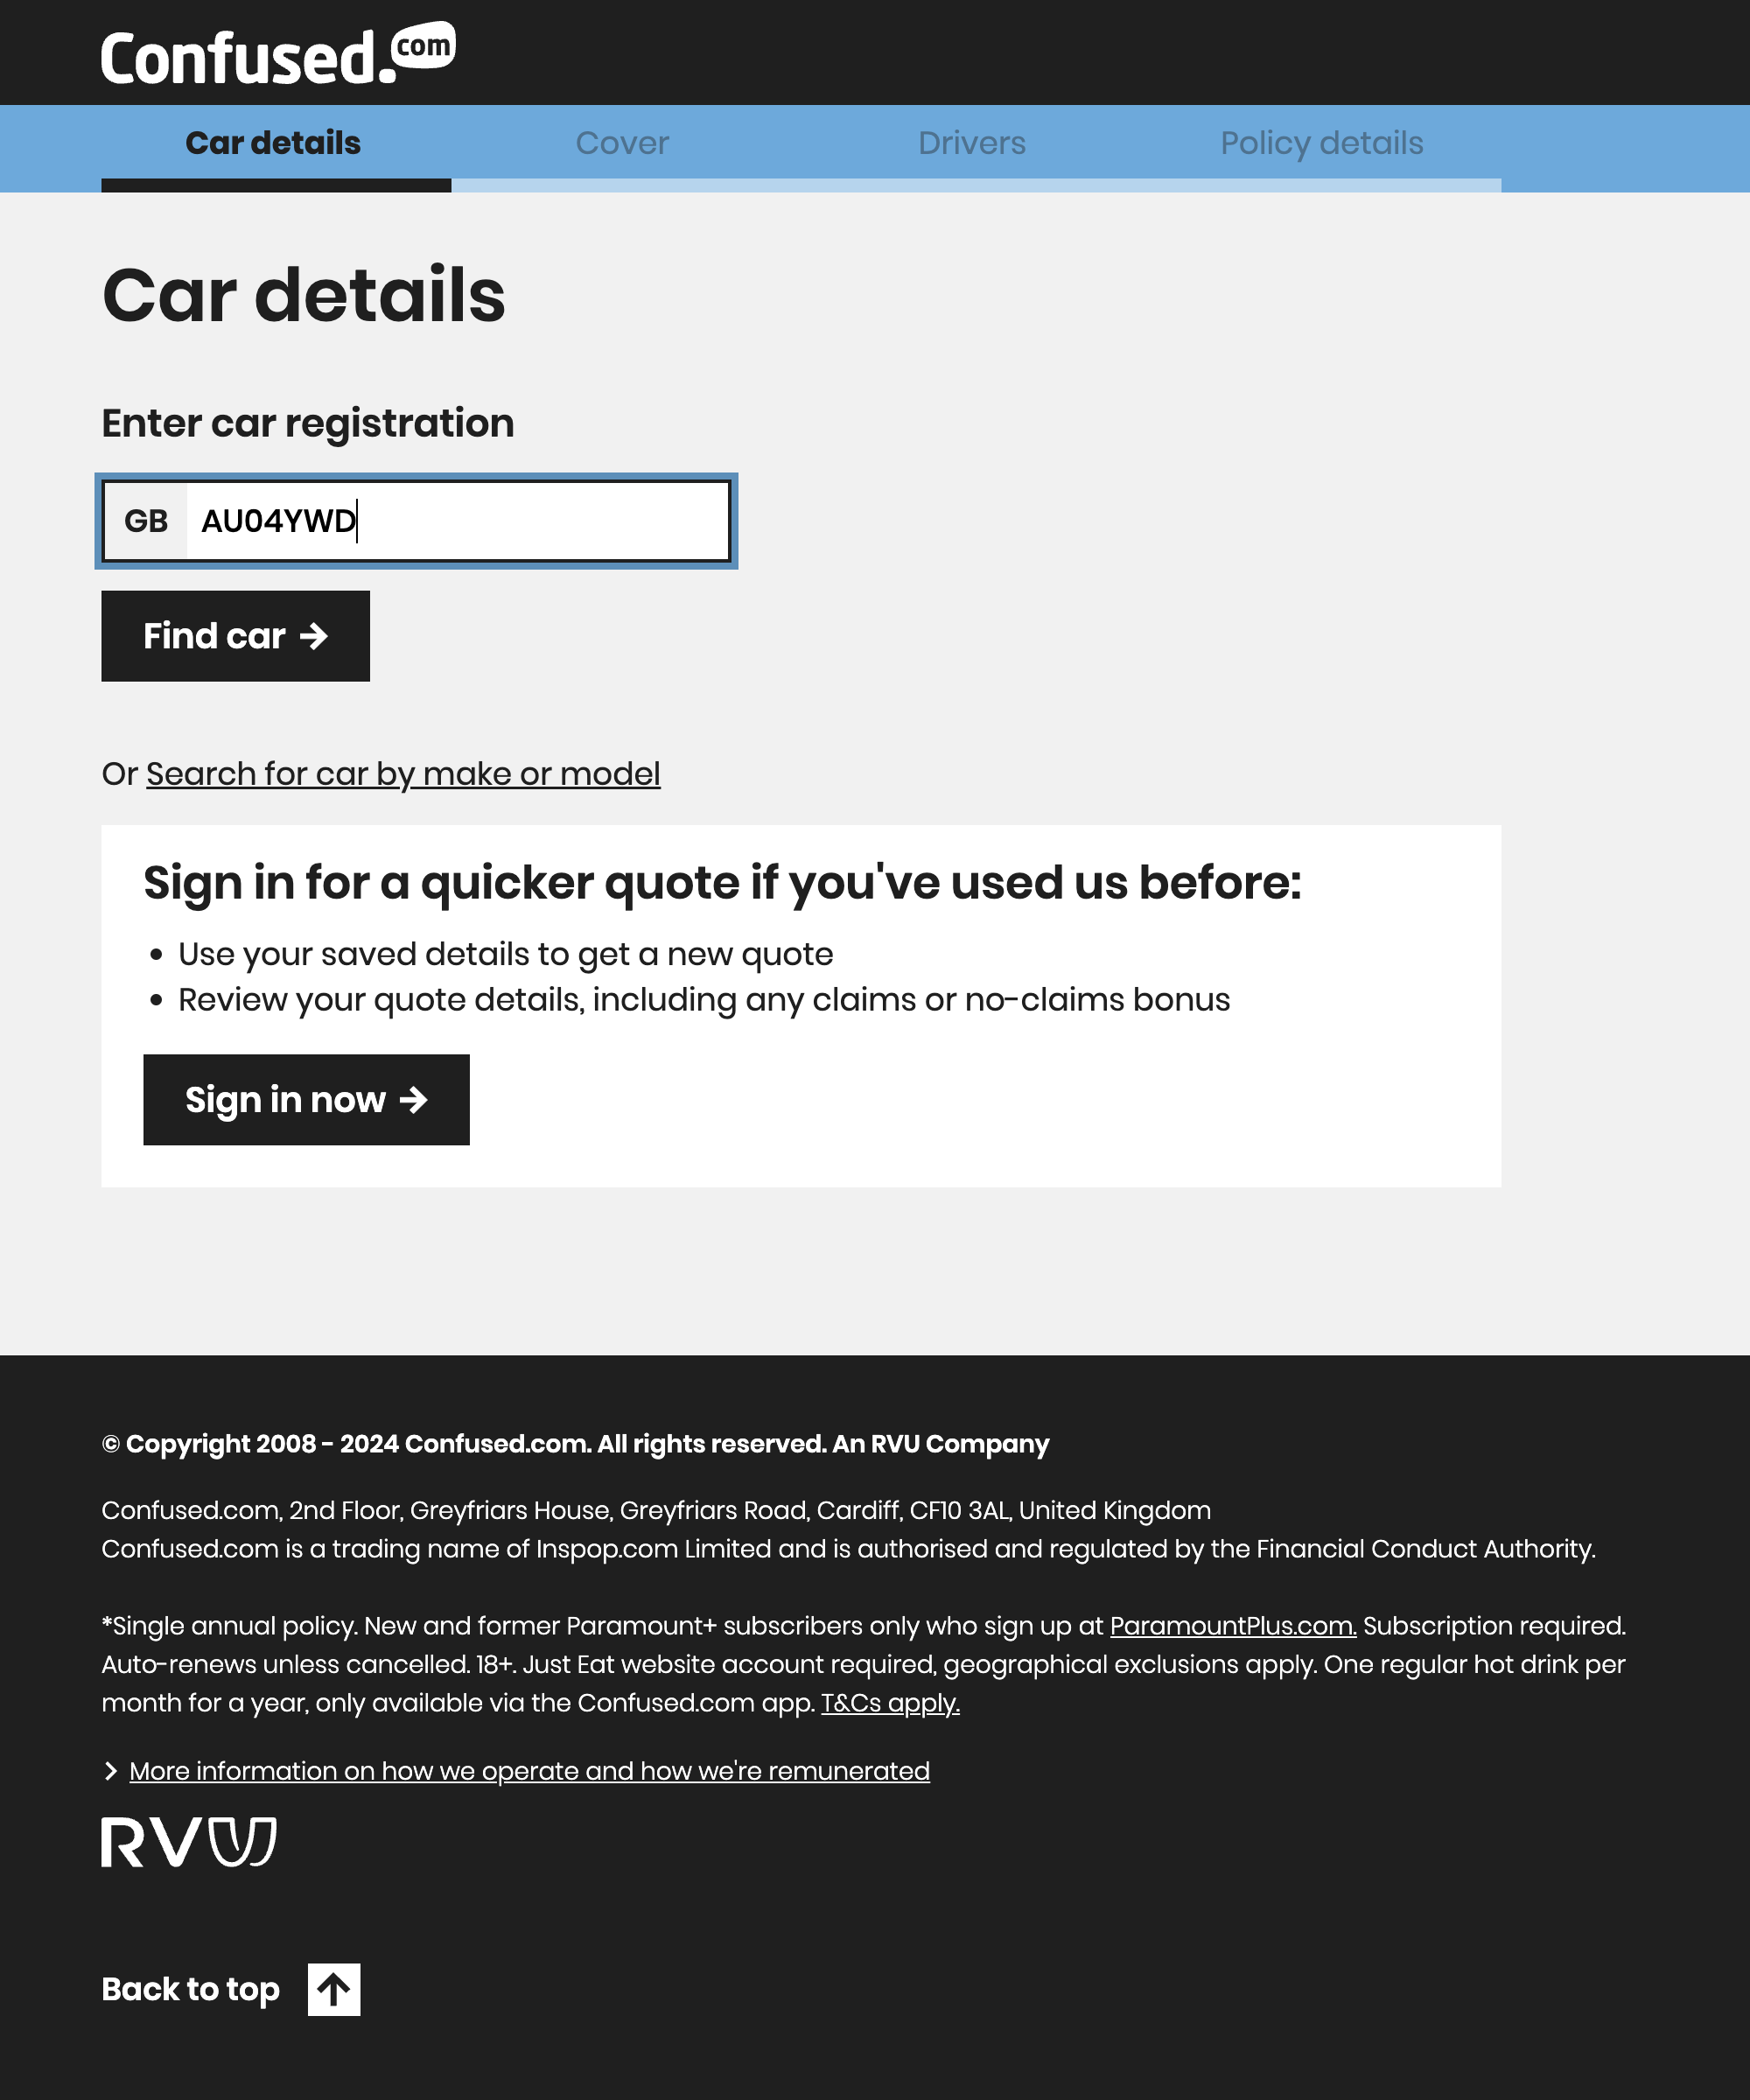 Confused.com
Car details
Cover
Drivers
Policy details
Car details
Enter car registration
GB
AU04YWD
Find car →
Or Search for car by make or model
Sign in for a quicker quote if you've used us before:
• Use your saved details to get a new quote
• Review your quote details, including any claims or no-claims bonus
Sign in now →
© Copyright 2008 - 2024 Confused.com. All rights reserved. An RVU Company
Confused.com, 2nd Floor, Greyfriars House, Greyfriars Road, Cardiff, CF10 3AL, United Kingdom
Confused.com is a trading name of Inspop.com Limited and is authorised and regulated by the Financial Conduct Authority.
*Single annual policy. New and former Paramount+ subscribers only who sign up at ParamountPlus.com. Subscription required.
Auto-renews unless cancelled. 18+. Just Eat website account required, geographical exclusions apply. One regular hot drink per
month for a year, only available via the Confused.com app. T&Cs apply.
More information on how we operate and how we're remunerated
RVU
Back to top